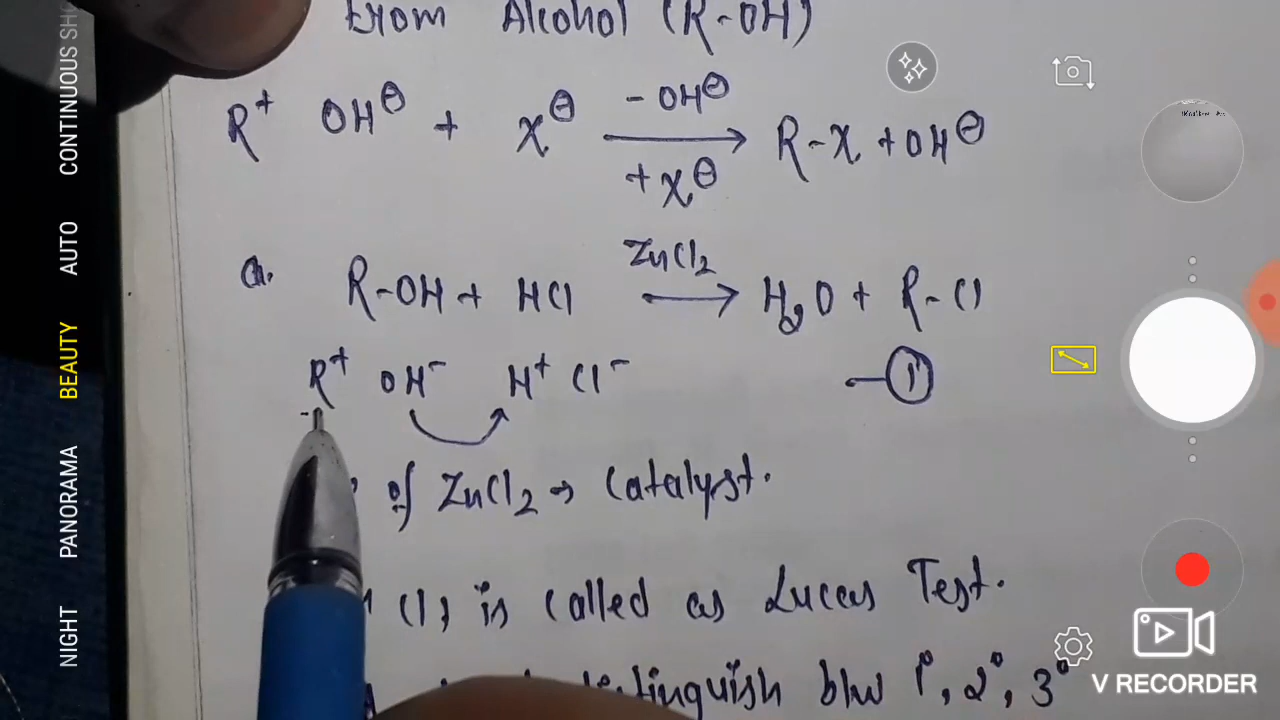 from Alcohol (R-OH)
R⁺ OH⊖ + X⊖ → R-X + OH⊖
- OH⊖
+ X⊖
a. R-OH + HCl → H₂O + R-Cl
ZnCl₂
R⁺ OH⁻ H⁺ Cl⁻ —①
of ZnCl₂ → Catalyst.
(1) is called as Lucas Test.
distinguish b/w 1°, 2°, 3°
CONTINUOUS SH
AUTO
BEAUTY
PANORAMA
NIGHT
V RECORDER